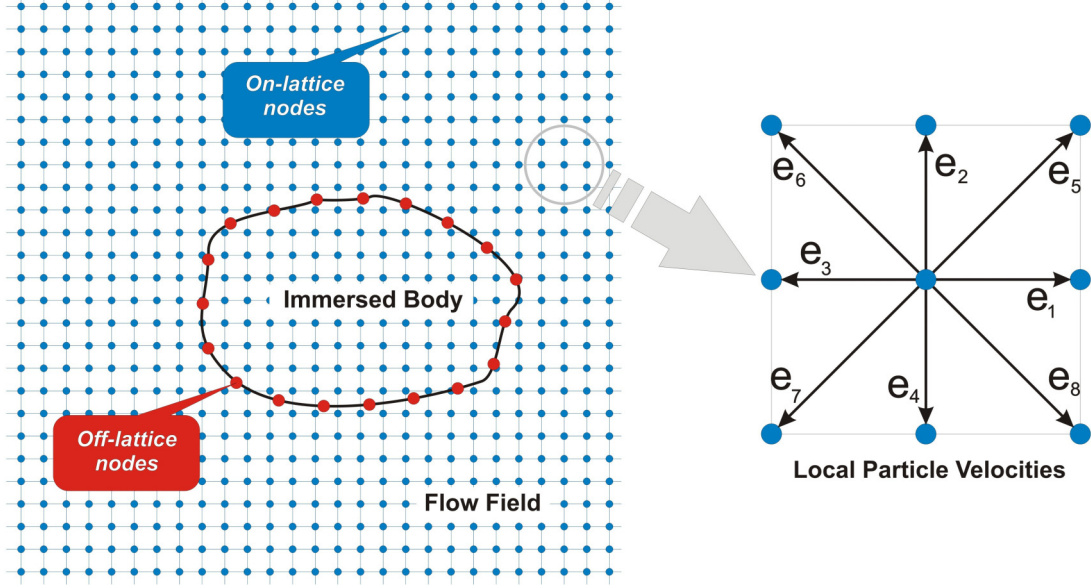 On-lattice
nodes
Immersed Body
Off-lattice
nodes
Flow Field
e6
e2
e5
e3
e1
e7
e4
e8
Local Particle Velocities